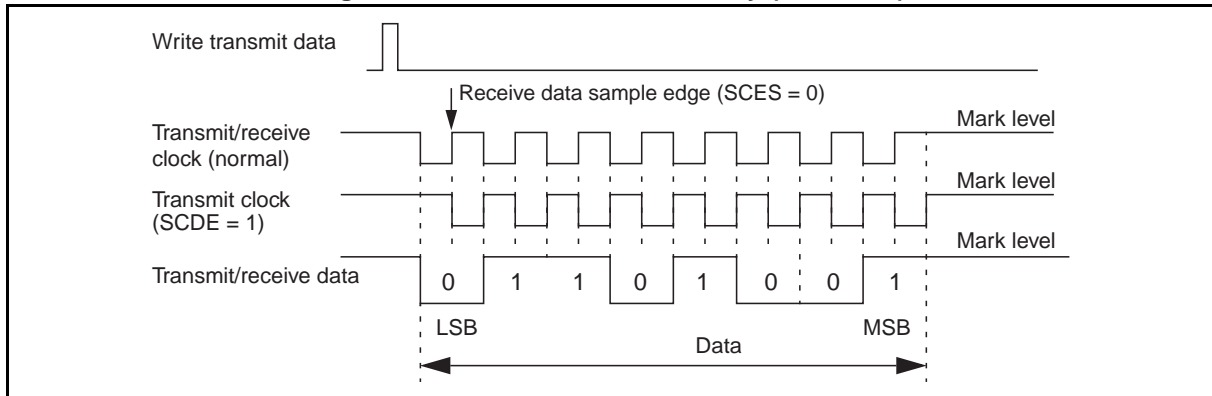 Write transmit data
Receive data sample edge (SCES = 0)
Mark level
Transmit/receive
clock (normal)
Mark level
Transmit clock
(SCDE = 1)
Mark level
Transmit/receive data
0 1 1 0 1 0 0 1
LSB MSB
Data